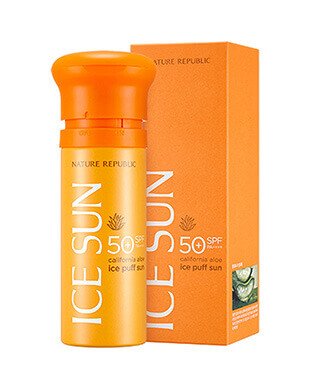 NATURE REPUBLIC
ICE SUN
50+ SPF
california aloe
ice puff sun
NATURE REPUBLIC
ICE SUN
50+ SPF
PA++++
california aloe
ice puff sun